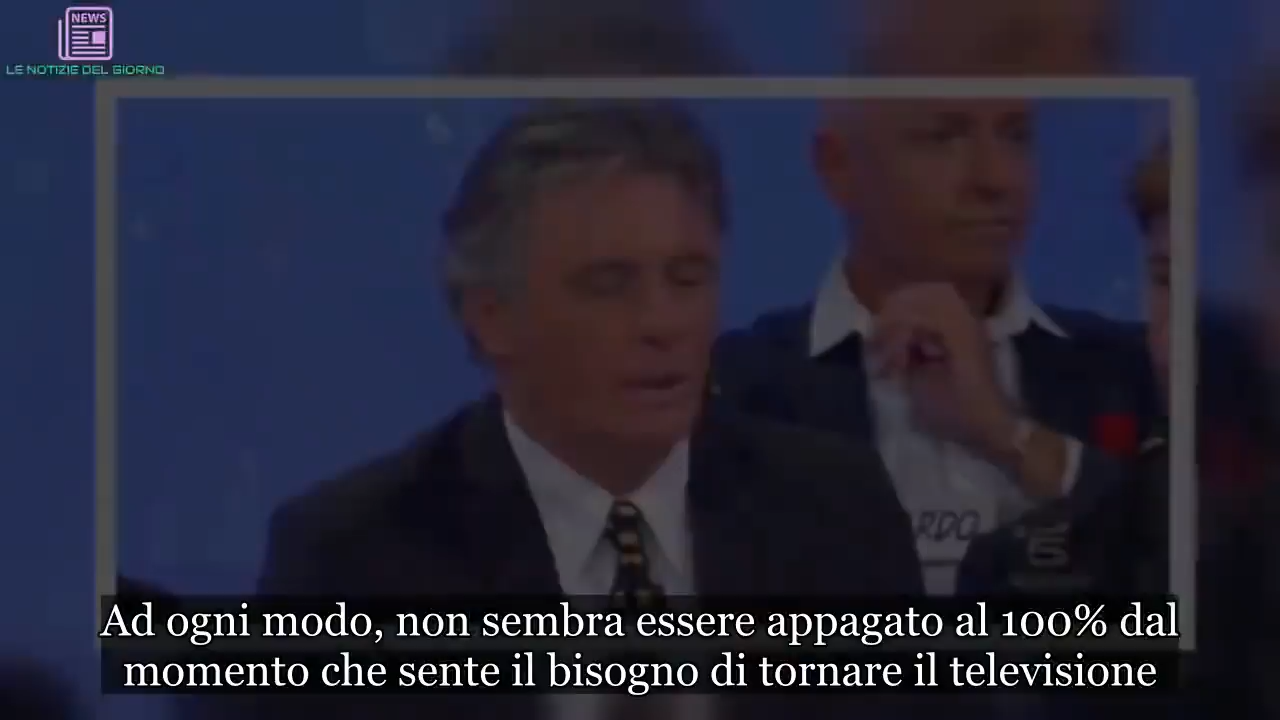 NEWS
LE NOTIZIE DEL GIORNO
ARDO
Ad ogni modo, non sembra essere appagato al 100% dal
momento che sente il bisogno di tornare il televisione